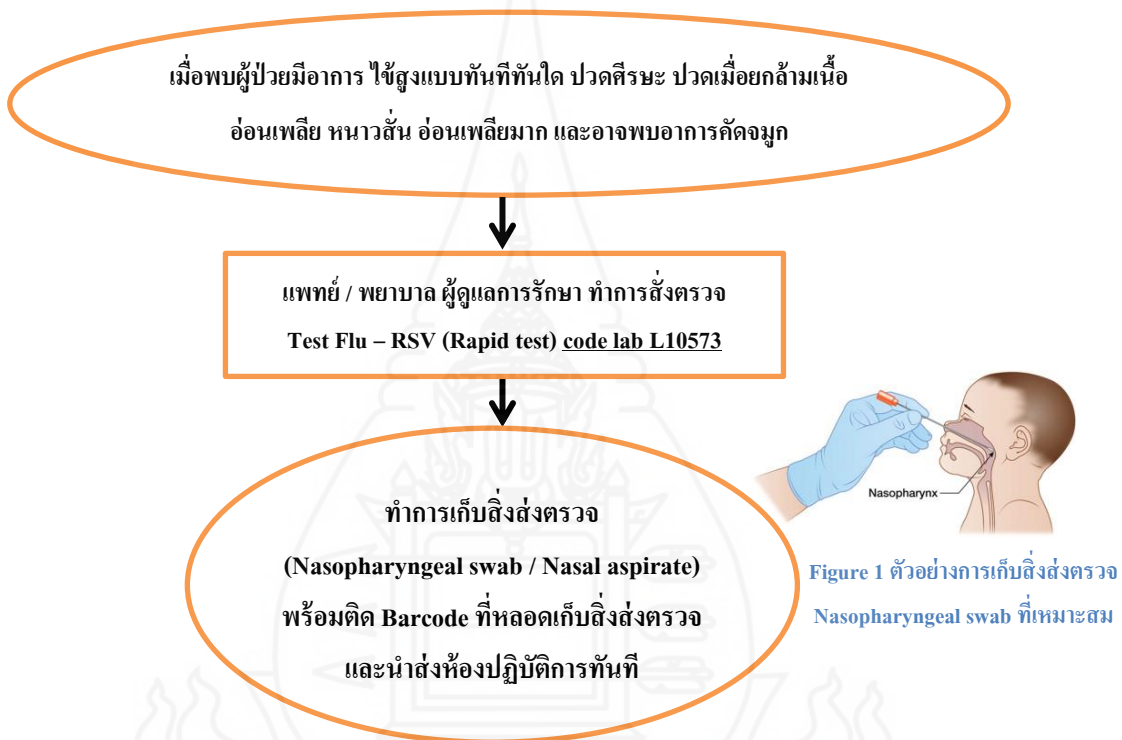 เมื่อพบผู้ป่วยมีอาการ ไข้สูงแบบทันทีทันใด ปวดศีรษะ ปวดเมื่อยกล้ามเนื้อ
อ่อนเพลีย หนาวสั่น อ่อนเพลียมาก และอาจพบอาการคัดจมูก
แพทย์ / พยาบาล ผู้ดูแลการรักษา ทำการสั่งตรวจ
Test Flu – RSV (Rapid test) code lab L10573
Nasopharynx
ทำการเก็บสิ่งส่งตรวจ
(Nasopharyngeal swab / Nasal aspirate)
พร้อมติด Barcode ที่หลอดเก็บสิ่งส่งตรวจ
และนำส่งห้องปฏิบัติการทันที
Figure 1 ตัวอย่างการเก็บสิ่งส่งตรวจ
Nasopharyngeal swab ที่เหมาะสม